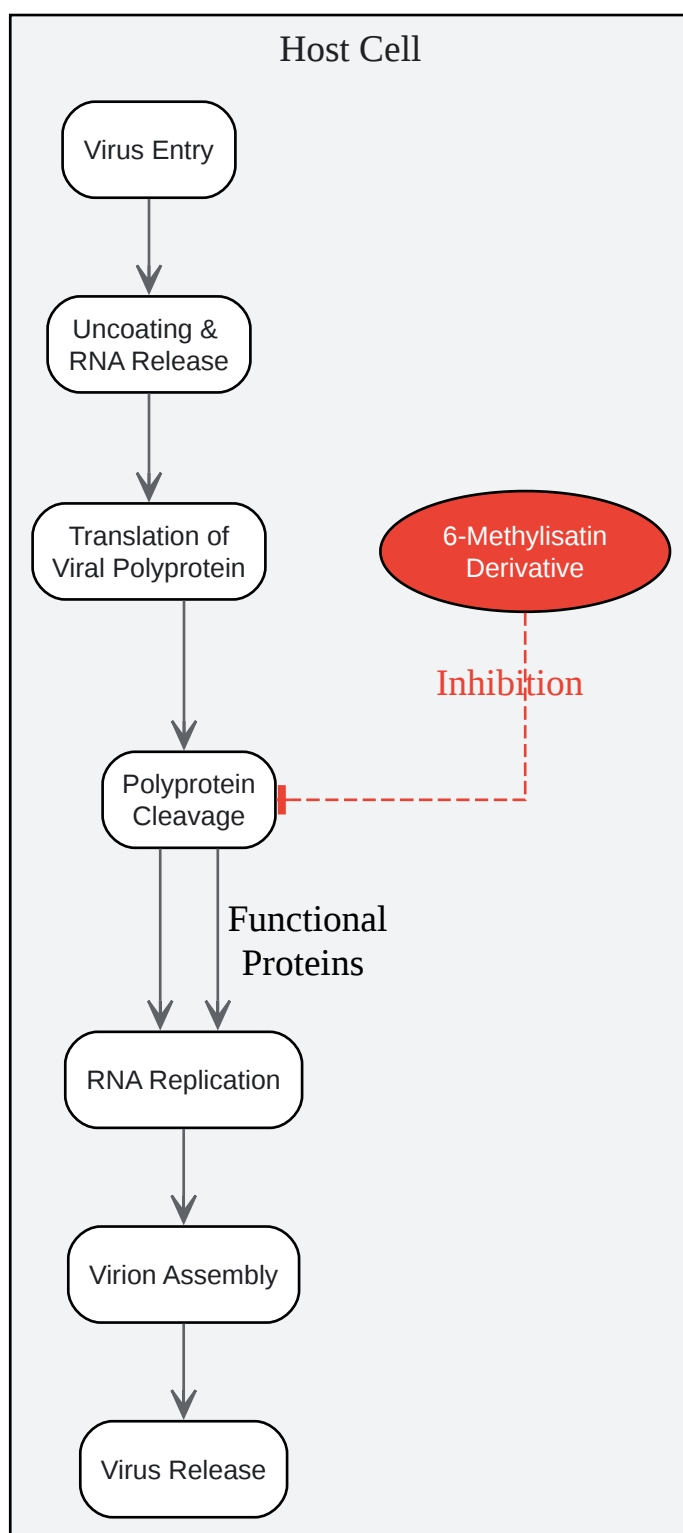 Host Cell
Virus Entry
Uncoating &
RNA Release
Translation of
Viral Polyprotein
6-Methylisatin
Derivative
Inhibition
Polyprotein
Cleavage
Functional
Proteins
RNA Replication
Virion Assembly
Virus Release